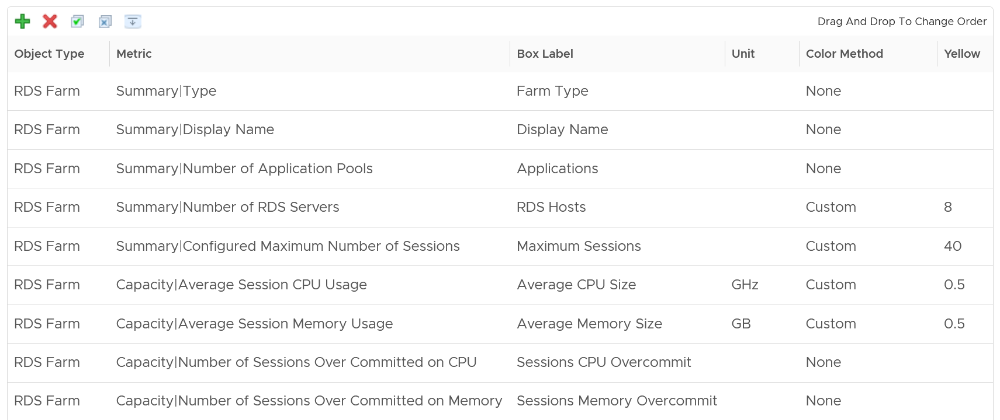 Drag And Drop To Change Order
Object Type Metric Box Label Unit Color Method Yellow
RDS Farm Summary|Type Farm Type None
RDS Farm Summary|Display Name Display Name None
RDS Farm Summary|Number of Application Pools Applications None
RDS Farm Summary|Number of RDS Servers RDS Hosts Custom 8
RDS Farm Summary|Configured Maximum Number of Sessions Maximum Sessions Custom 40
RDS Farm Capacity|Average Session CPU Usage Average CPU Size GHz Custom 0.5
RDS Farm Capacity|Average Session Memory Usage Average Memory Size GB Custom 0.5
RDS Farm Capacity|Number of Sessions Over Committed on CPU Sessions CPU Overcommit None
RDS Farm Capacity|Number of Sessions Over Committed on Memory Sessions Memory Overcommit None